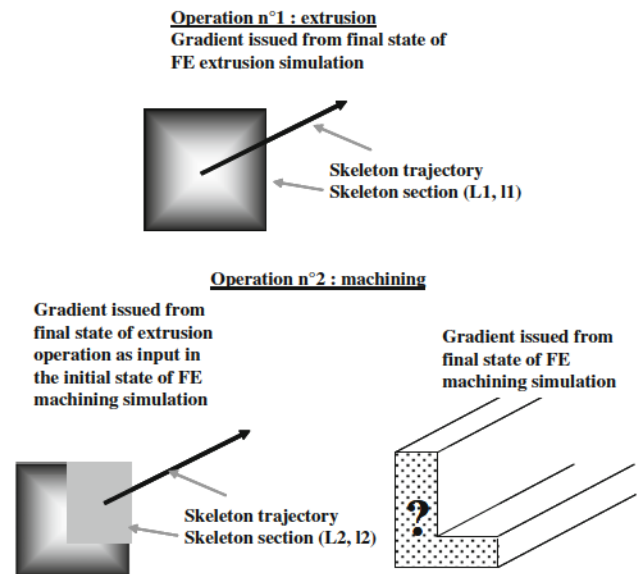 Operation n°1 : extrusion
Gradient issued from final state of
FE extrusion simulation
Skeleton trajectory
Skeleton section (L1, l1)
Operation n°2 : machining
Gradient issued from
final state of extrusion
operation as input in
the initial state of FE
machining simulation
Gradient issued from
final state of FE
machining simulation
?
Skeleton trajectory
Skeleton section (L2, l2)